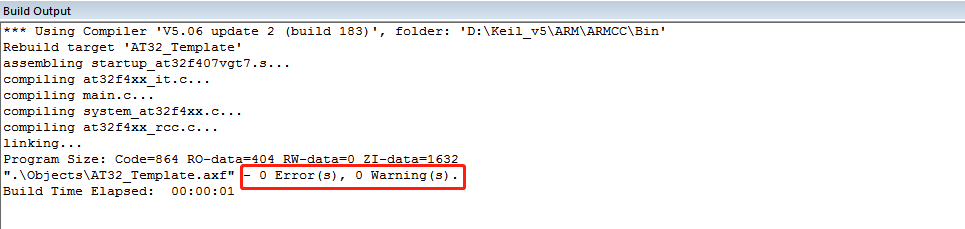 Build Output
*** Using Compiler 'V5.06 update 2 (build 183)', folder: 'D:\Keil_v5\ARM\ARMCC\Bin'
Rebuild target 'AT32_Template'
assembling startup_at32f407vgt7.s...
compiling at32f4xx_it.c...
compiling main.c...
compiling system_at32f4xx.c...
compiling at32f4xx_rcc.c...
linking...
Program Size: Code=864 RO-data=404 RW-data=0 ZI-data=1632
".\Objects\AT32_Template.axf" - 0 Error(s), 0 Warning(s).
Build Time Elapsed:  00:00:01